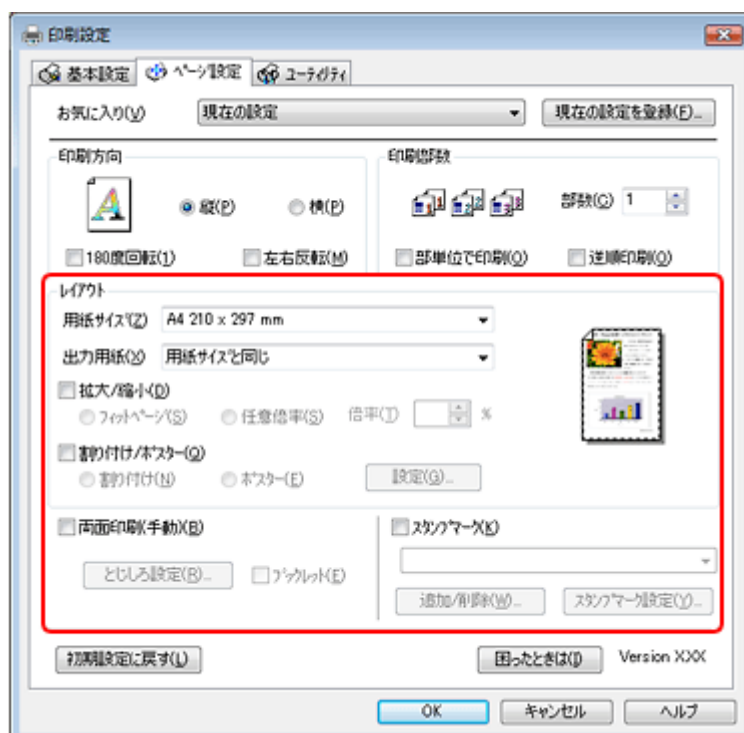 印刷設定
基本設定 ページ設定 ユーティリティ
お気に入り(V) 現在の設定 現在の設定を登録(F)...
印刷方向 印刷部数
縦(P) 横(P) 部数(C) 1
180度回転(1) 左右反転(M) 部単位で印刷(O) 逆順印刷(O)
レイアウト
用紙サイズ(Z) A4 210 x 297 mm
出力用紙(X) 用紙サイズと同じ
拡大/縮小(D)
フィットページ(S) 任意倍率(S) 倍率(T) %
割り付け/ポスター(O)
割り付け(N) ポスター(E) 設定(G)...
両面印刷(手動)(B) スタンプマーク(K)
とじしろ設定(R)... ブックレット(E)
追加/削除(W)... スタンプマーク設定(Y)...
初期設定に戻す(L) 困ったときは(I) Version XXX
OK キャンセル ヘルプ